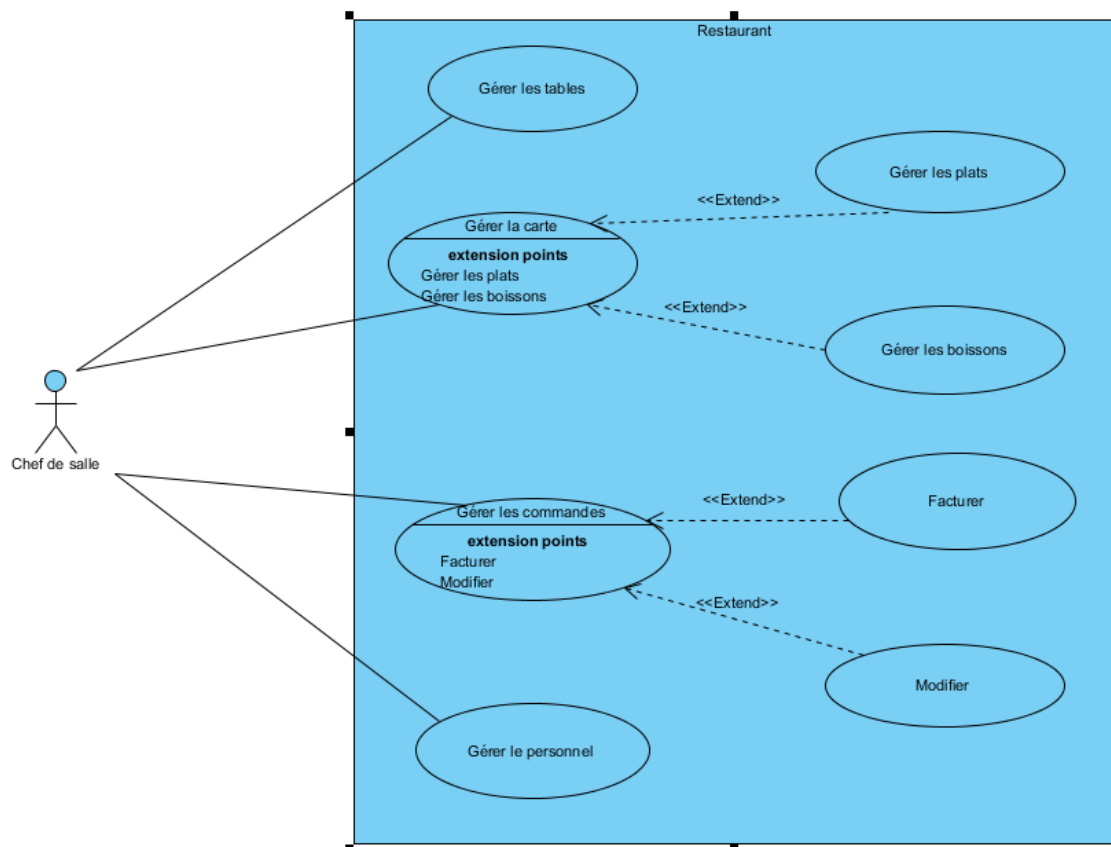 Restaurant
Gérer les tables
Gérer les plats
<<Extend>>
Gérer la carte
extension points
Gérer les plats
Gérer les boissons
<<Extend>>
Gérer les boissons
Chef de salle
Facturer
<<Extend>>
Gérer les commandes
extension points
Facturer
Modifier
<<Extend>>
Modifier
Gérer le personnel